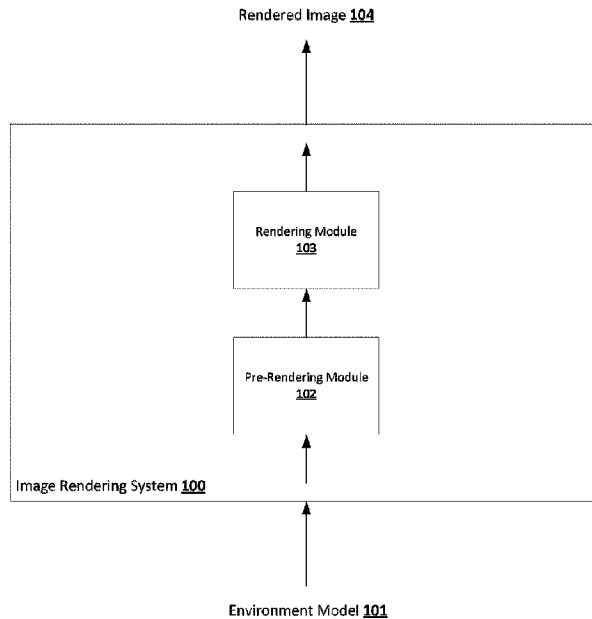 Rendered Image 104
Rendering Module
103
Pre-Rendering Module
102
Image Rendering System 100
Environment Model 101